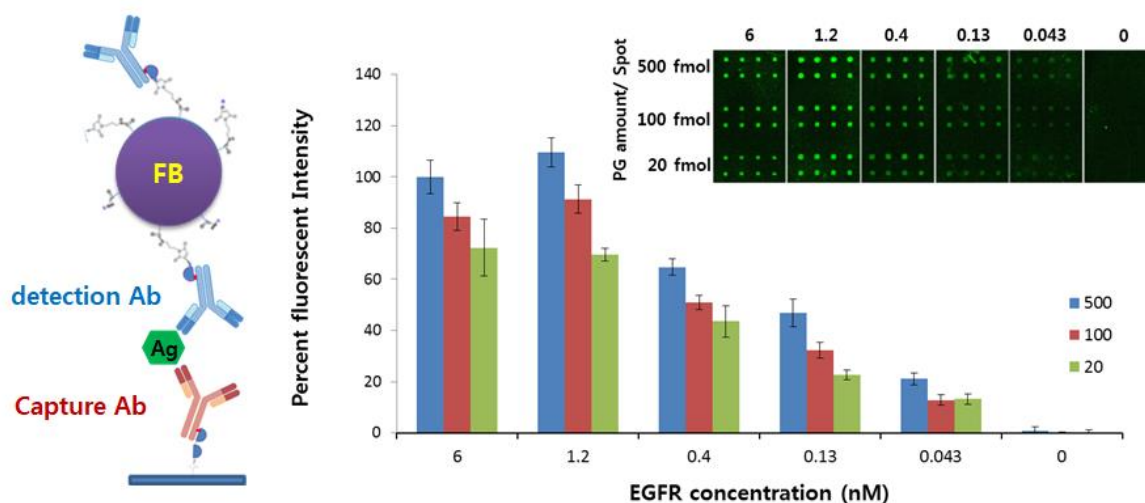 FB
detection Ab
Ag
Capture Ab
6 1.2 0.4 0.13 0.043 0
PG amount/ Spot
500 fmol
100 fmol
20 fmol
Percent fluorescent Intensity
140
120
100
80
60
40
20
0
500
100
20
6 1.2 0.4 0.13 0.043 0
EGFR concentration (nM)